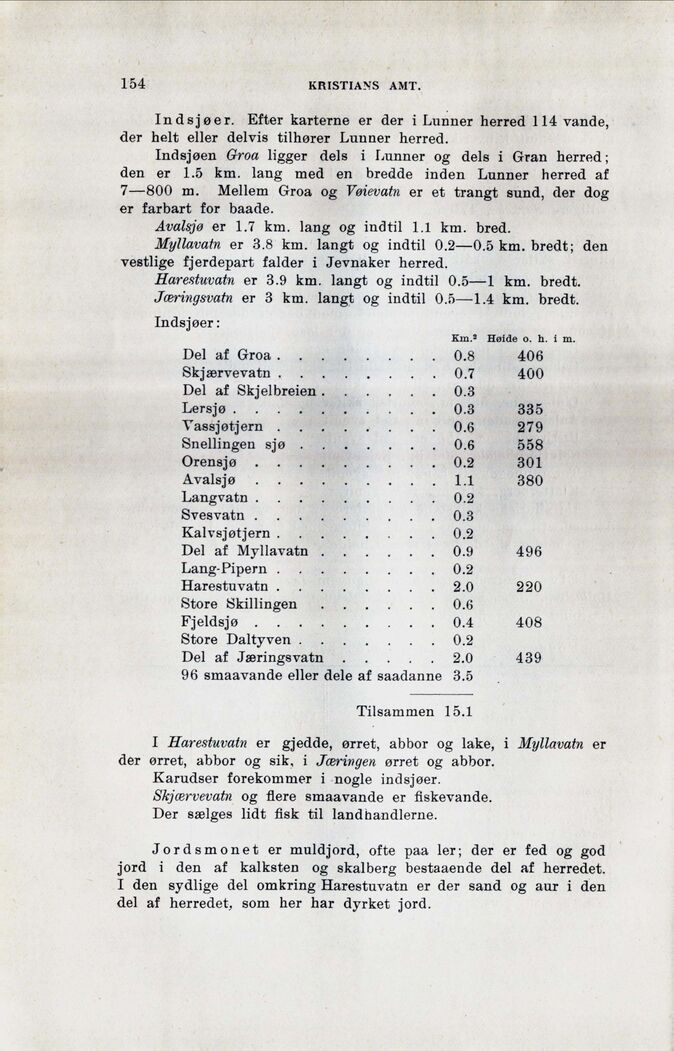 154 KRISTIANS AMT.
Indsjøer. Efter karterne er der i Lunner herred 114 vande,
der helt eller delvis tilhører Lunner herred.
Indsjøen Groa ligger dels i Lunner og dels i Gran herred;
den er 1.5 km. lang med en bredde inden Lunner herred af
7—800 m. Mellem Groa og Vøievatn er et trangt sund, der dog
er farbart for baade.
Avalsjø er 1.7 km. lang og indtil 1.1 km. bred.
Myllavatn er 3.8 km. langt og indtil 0.2—0.5 km. bredt; den
vestlige fjerdepart falder i Jevnaker herred.
Harestuvatn er 3.9 km. langt og indtil 0.5—1 km. bredt.
Jæringsvatn er 3 km. langt og indtil 0.5—1.4 km. bredt.
Indsjøer:
Km.² Høide o. h. i m.
Del af Groa . . . . . . . . 0.8 406
Skjærvevatn . . . . . . . . 0.7 400
Del af Skjelbreien . . . . . . 0.3
Lersjø . . . . . . . . . . 0.3 335
Vassjøtjern . . . . . . . . 0.6 279
Snellingen sjø . . . . . . . 0.6 558
Orensjø . . . . . . . . . 0.2 301
Avalsjø . . . . . . . . . 1.1 380
Langvatn . . . . . . . . . 0.2
Svesvatn . . . . . . . . . 0.3
Kalvsjøtjern . . . . . . . . 0.2
Del af Myllavatn . . . . . . 0.9 496
Lang-Pipern . . . . . . . . 0.2
Harestuvatn . . . . . . . . 2.0 220
Store Skillingen . . . . . . 0.6
Fjeldsjø . . . . . . . . . 0.4 408
Store Daltyven . . . . . . . 0.2
Del af Jæringsvatn . . . . . 2.0 439
96 smaavande eller dele af saadanne 3.5
Tilsammen 15.1
I Harestuvatn er gjedde, ørret, abbor og lake, i Myllavatn er
der ørret, abbor og sik, i Jæringen ørret og abbor.
Karudser forekommer i nogle indsjøer.
Skjærvevatn og flere smaavande er fiskevande.
Der sælges lidt fisk til landhandlerne.
Jordsmonet er muldjord, ofte paa ler; der er fed og god
jord i den af kalksten og skalberg bestaaende del af herredet.
I den sydlige del omkring Harestuvatn er der sand og aur i den
del af herredet, som her har dyrket jord.